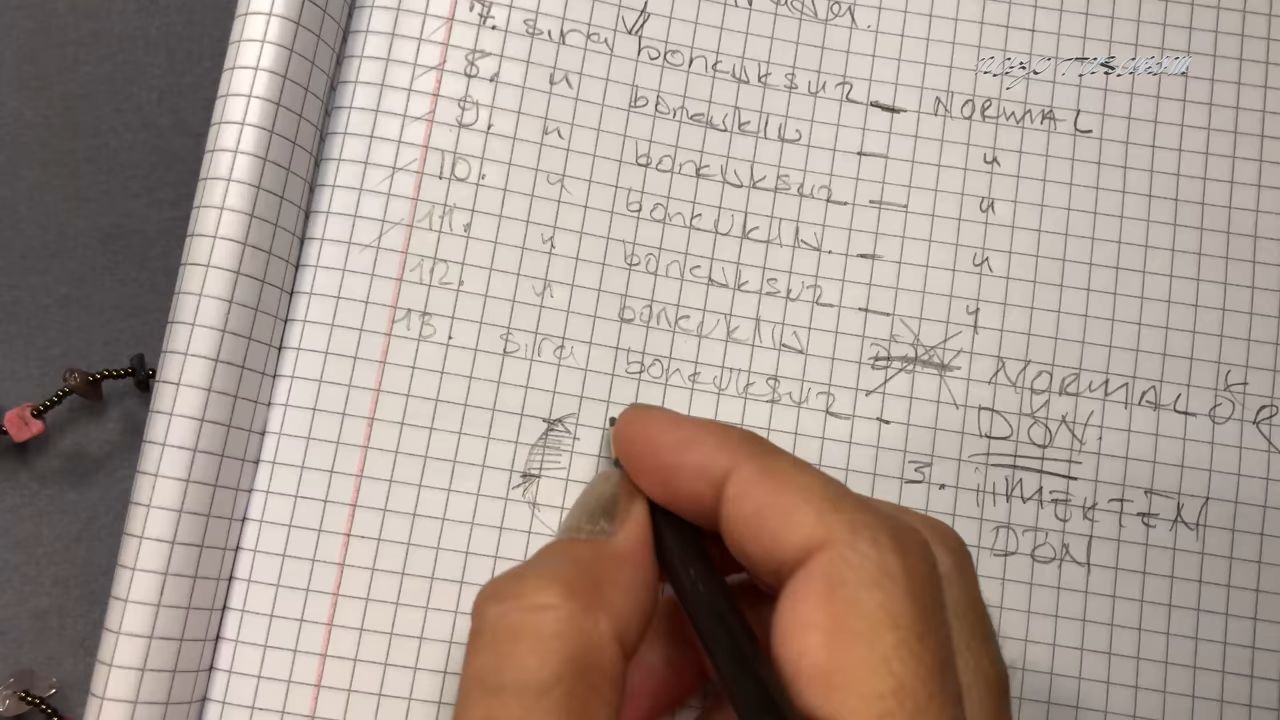 7. sıra boncuksuz — NORMAL
8. " boncuklu — "
9. " boncuksuz — "
10. " boncuklu. — "
11. " boncuksuz — "
12. " boncuklu
13. sıra boncuksuz - NORMAL ÖR
DÖN.
3. iLMEKTEN
DÖN